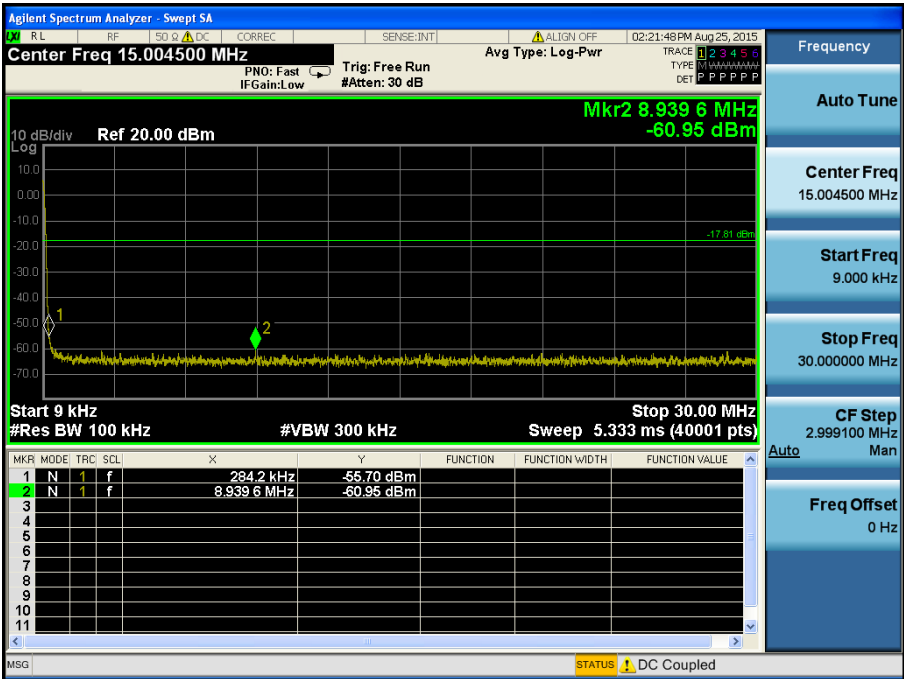 Agilent Spectrum Analyzer - Swept SA
LXI RL RF 50 Ω DC CORREC SENSE:INT ALIGN OFF 02:21:48 PM Aug 25, 2015
Center Freq 15.004500 MHz
PNO: Fast
IFGain:Low
Trig: Free Run
#Atten: 30 dB
Avg Type: Log-Pwr
TRACE 1 2 3 4 5 6
TYPE M
DET P P P P P P
Mkr2 8.939 6 MHz
-60.95 dBm
10 dB/div Ref 20.00 dBm
Log
10.0
0.00
-10.0
-17.81 dBm
-20.0
-30.0
-40.0
-50.0
-60.0
-70.0
1
2
Start 9 kHz Stop 30.00 MHz
#Res BW 100 kHz #VBW 300 kHz Sweep 5.333 ms (40001 pts)
MKR MODE TRC SCL X Y FUNCTION FUNCTION WIDTH FUNCTION VALUE
1 N 1 f 284.2 kHz -55.70 dBm
2 N 1 f 8.939 6 MHz -60.95 dBm
3
4
5
6
7
8
9
10
11
MSG STATUS DC Coupled
Frequency
Auto Tune
Center Freq
15.004500 MHz
Start Freq
9.000 kHz
Stop Freq
30.000000 MHz
CF Step
2.999100 MHz
Auto Man
Freq Offset
0 Hz